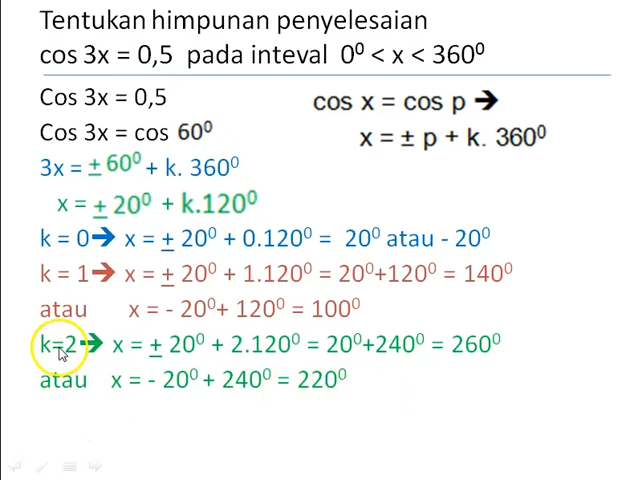 Tentukan himpunan penyelesaian
cos 3x = 0,5 pada inteval 0⁰ < x < 360⁰
Cos 3x = 0,5
cos x = cos p ➔
Cos 3x = cos 60⁰
x = ± p + k. 360⁰
3x = ± 60⁰ + k. 360⁰
x = ± 20⁰ + k.120⁰
k = 0➔ x = ± 20⁰ + 0.120⁰ = 20⁰ atau - 20⁰
k = 1➔ x = ± 20⁰ + 1.120⁰ = 20⁰+120⁰ = 140⁰
atau x = - 20⁰+ 120⁰ = 100⁰
k=2➔ x = ± 20⁰ + 2.120⁰ = 20⁰+240⁰ = 260⁰
atau x = - 20⁰ + 240⁰ = 220⁰